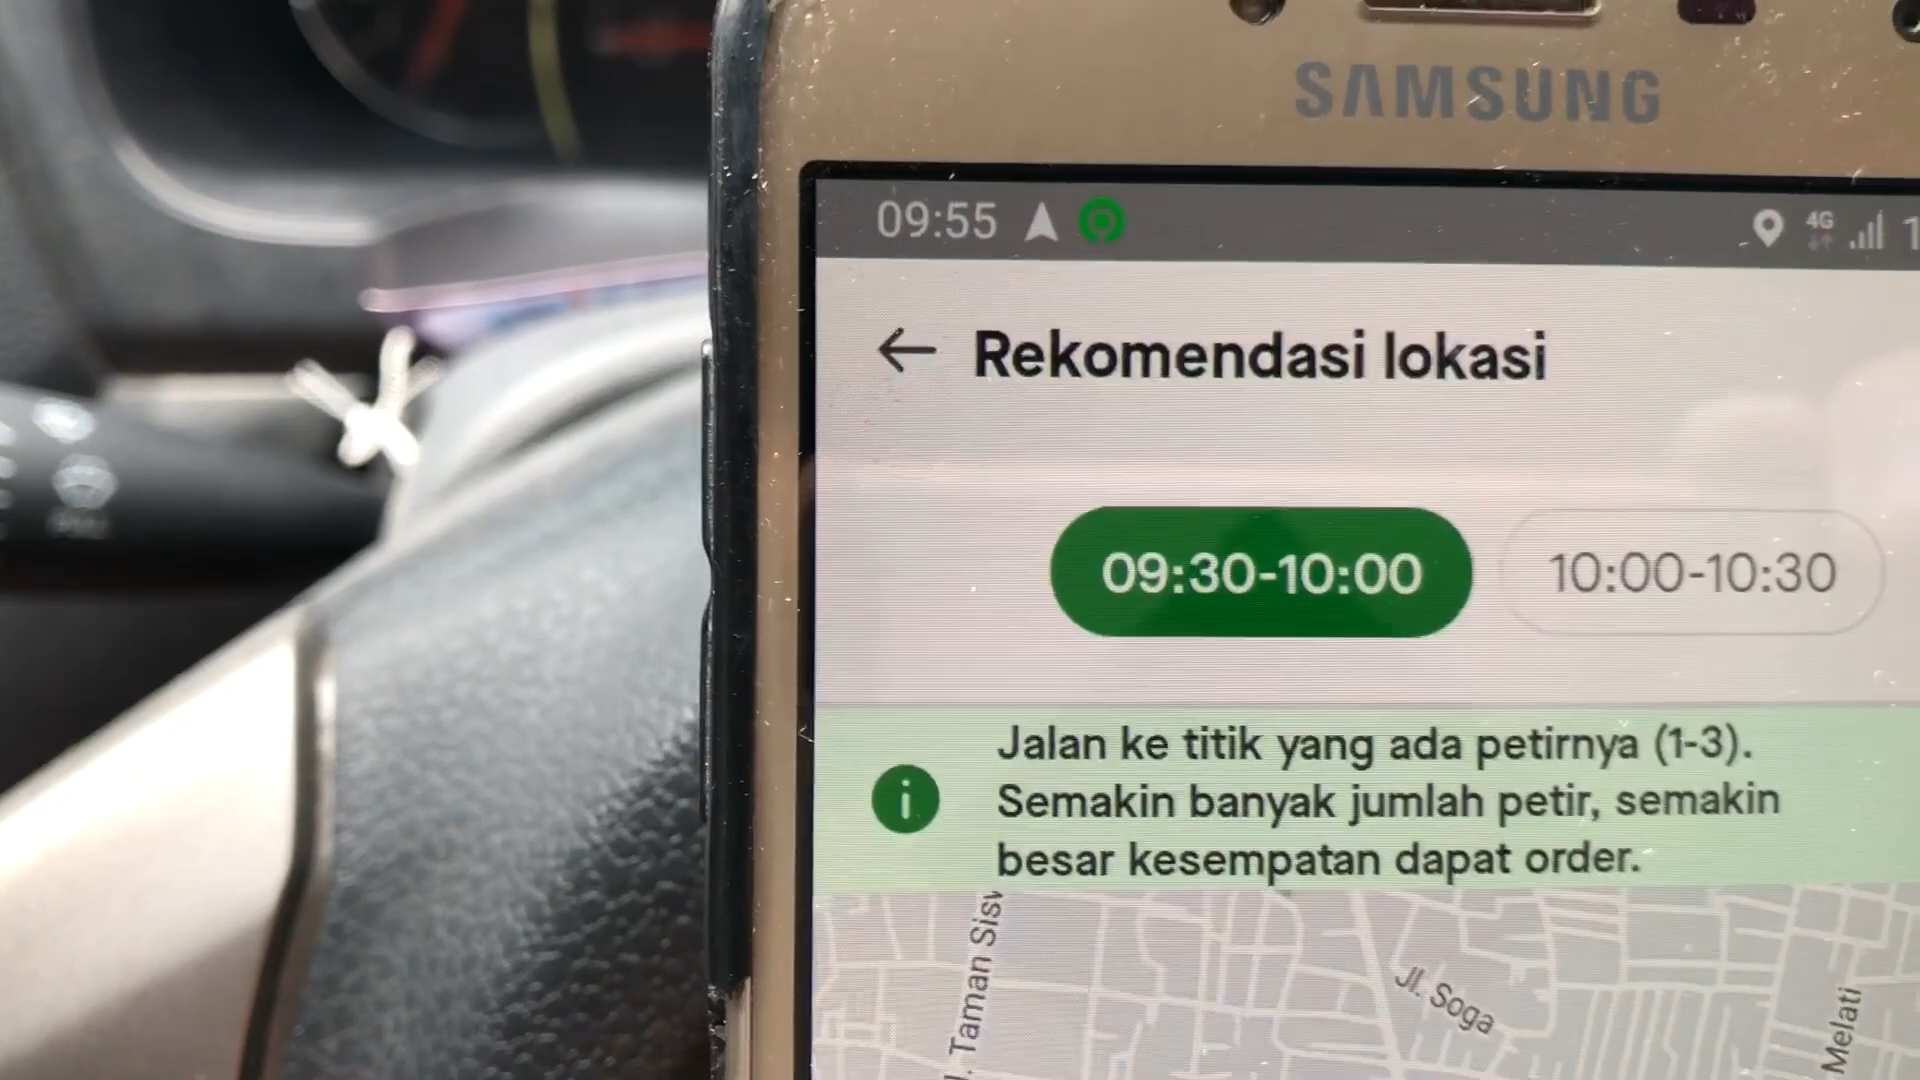 SAMSUNG
09:55
4G
Rekomendasi lokasi
09:30-10:00
10:00-10:30
Jalan ke titik yang ada petirnya (1-3).
Semakin banyak jumlah petir, semakin
besar kesempatan dapat order.
Taman
Jl. Soga
Melati